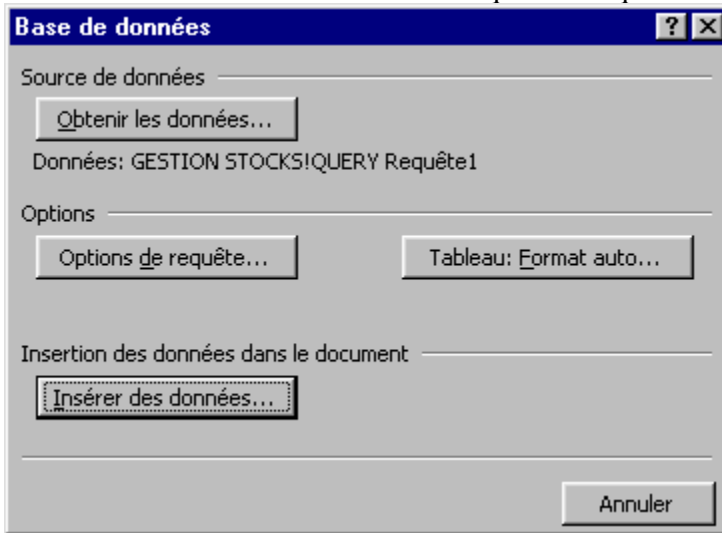 Base de données
Source de données
Obtenir les données...
Données: GESTION STOCKS!QUERY Requête1
Options
Options de requête... Tableau: Format auto...
Insertion des données dans le document
Insérer des données...
Annuler